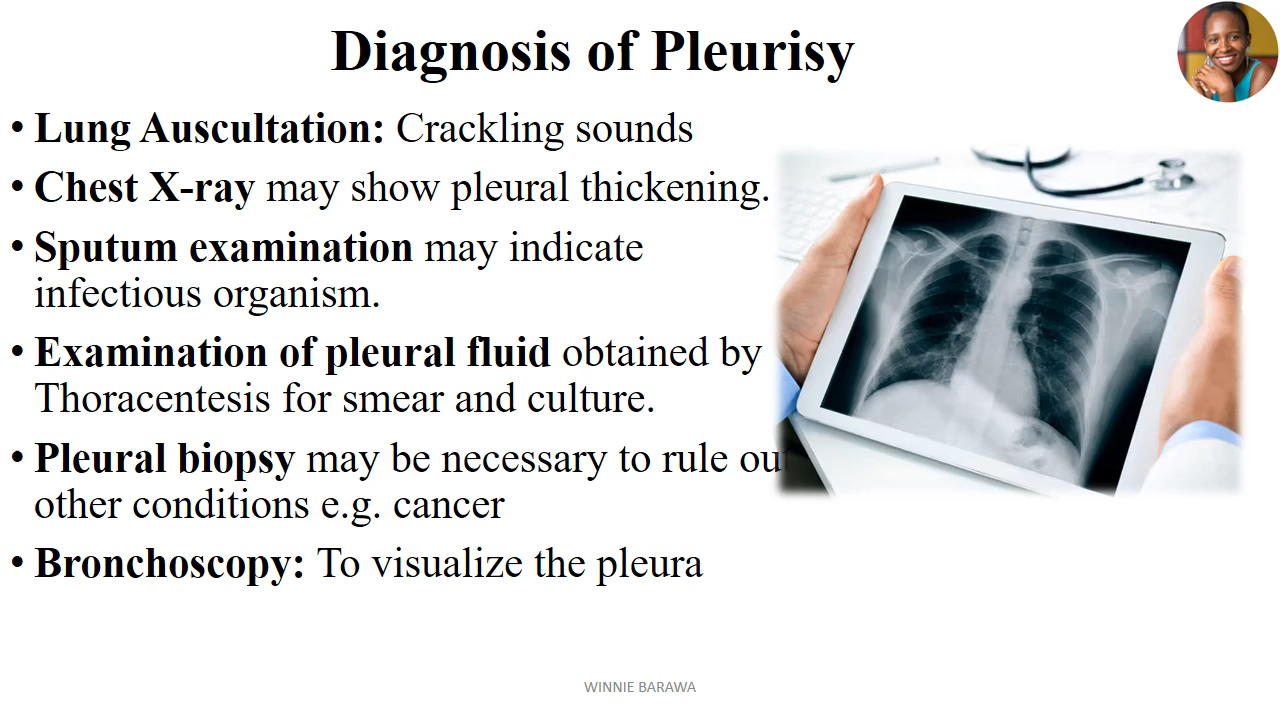 Diagnosis of Pleurisy
• Lung Auscultation: Crackling sounds
• Chest X-ray may show pleural thickening.
• Sputum examination may indicate
infectious organism.
• Examination of pleural fluid obtained by
Thoracentesis for smear and culture.
• Pleural biopsy may be necessary to rule out
other conditions e.g. cancer
• Bronchoscopy: To visualize the pleura
WINNIE BARAWA